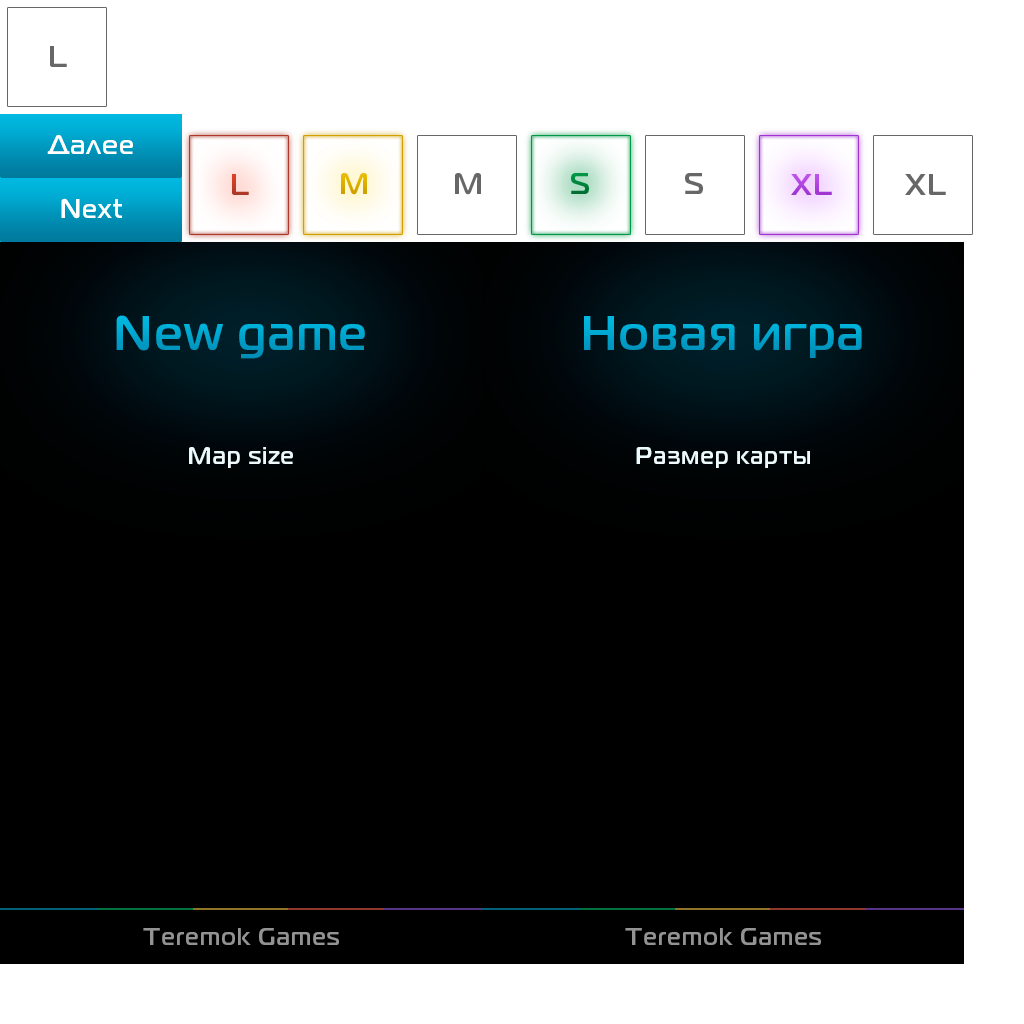 L
Далее
Next
L
M
M
S
S
XL
XL
New game
Новая игра
Map size
Размер карты
Teremok Games
Teremok Games